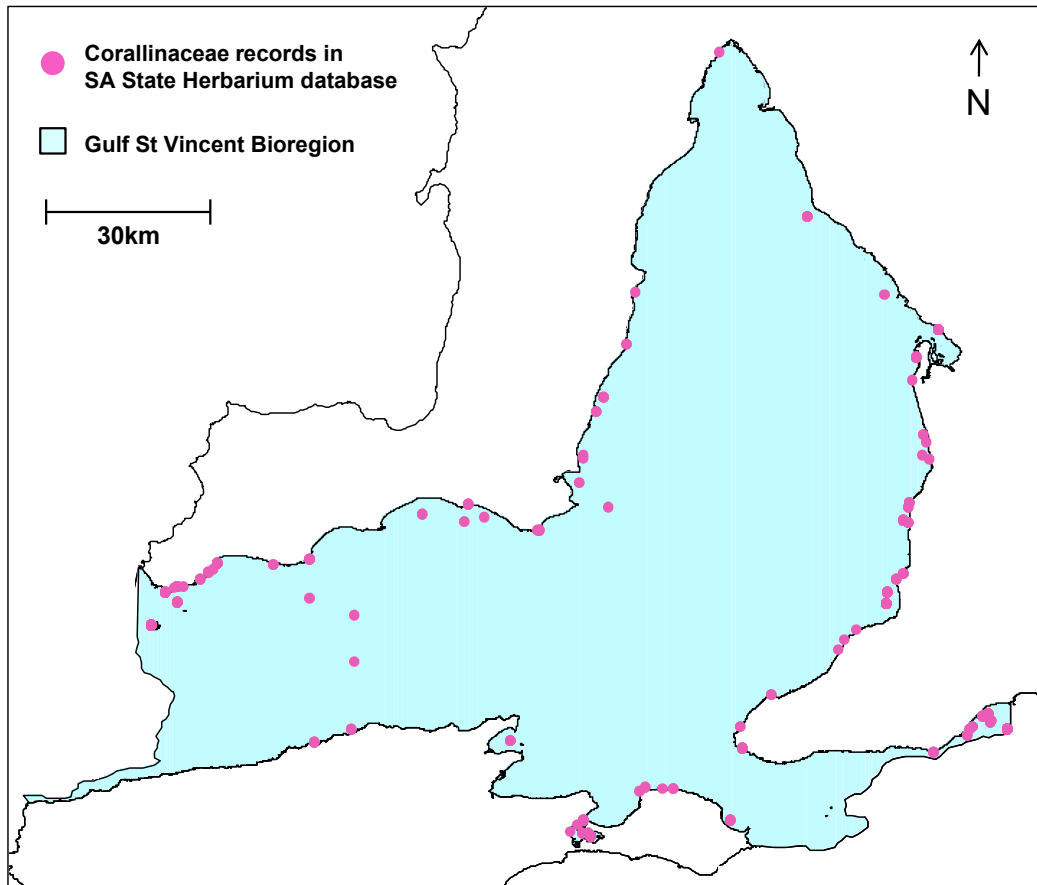 Corallinaceae records in
SA State Herbarium database
N
Gulf St Vincent Bioregion
30km